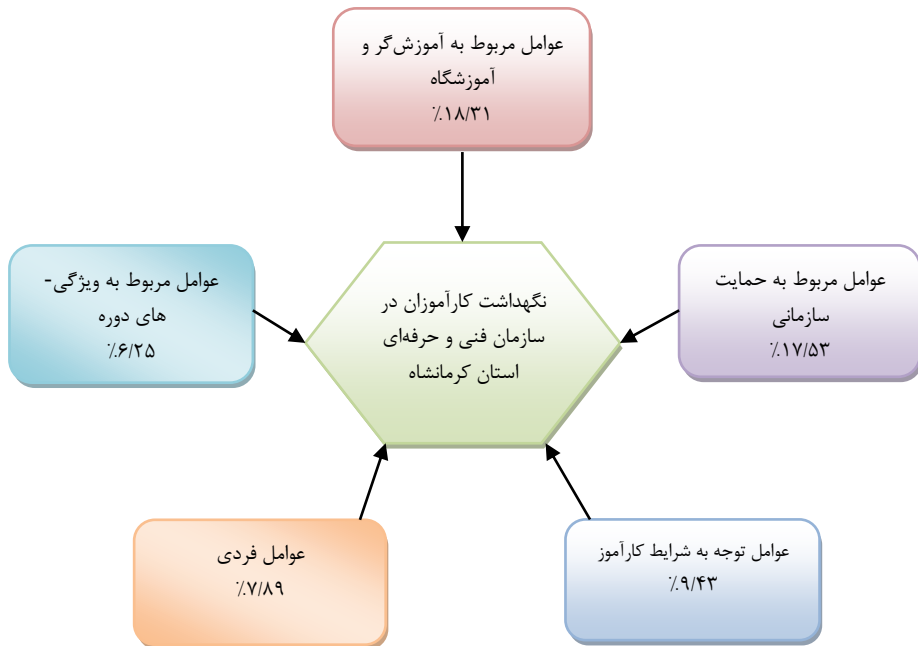 عوامل مربوط به آموزش‌گر و
آموزشگاه
٪۱۸/۳۱
عوامل مربوط به حمایت
سازمانی
٪۱۷/۵۳
عوامل مربوط به ویژگی-
های دوره
٪۶/۲۵
نگهداشت کارآموزان در
سازمان فنی و حرفه‌ای
استان کرمانشاه
عوامل توجه به شرایط کارآموز
٪۹/۴۳
عوامل فردی
٪۷/۸۹